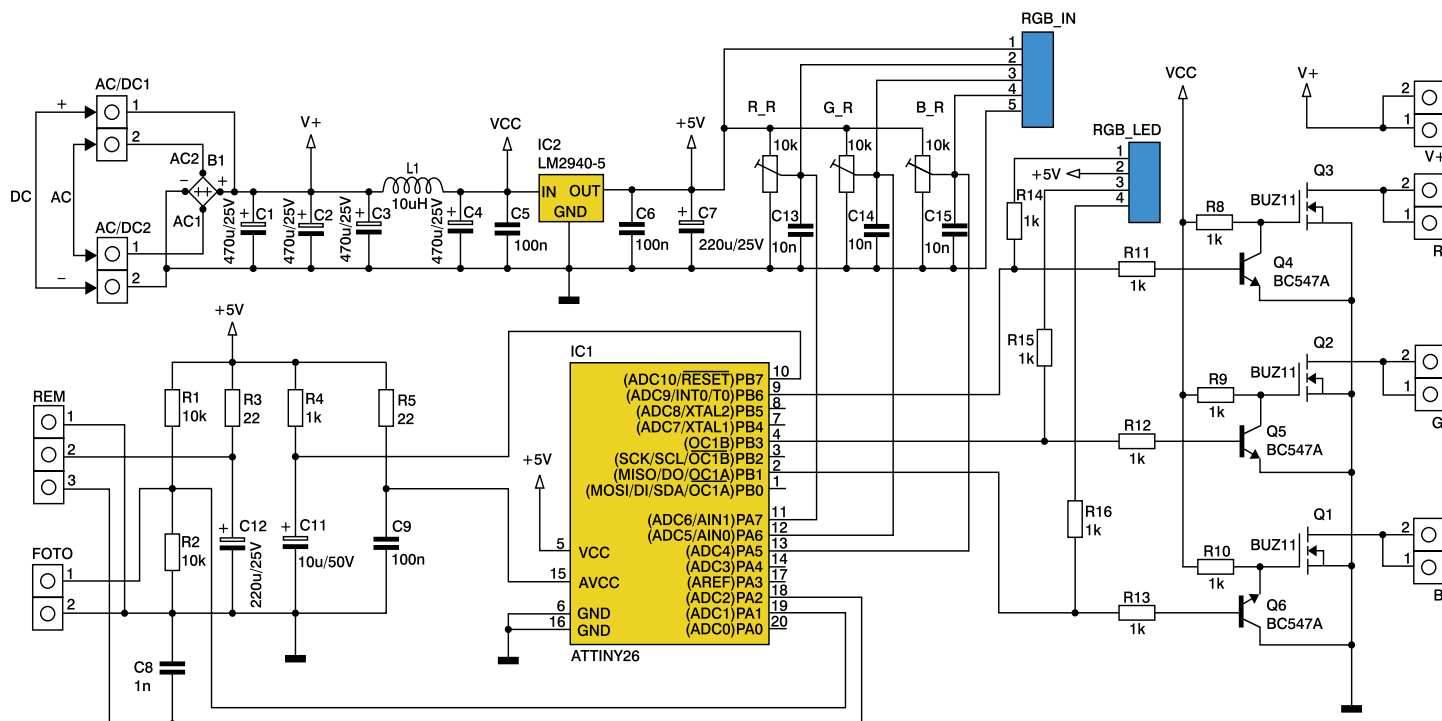 RGB_IN
1
2
3
4
5
AC/DC1
1
2
+
DC
AC
−
AC2
B1
−
+
AC1
AC/DC2
1
2
V+
+
C1
470u/25V
+
C2
470u/25V
+
C3
470u/25V
L1
10uH
+
C4
470u/25V
VCC
C5
100n
IC2
LM2940-5
IN OUT
GND
C6
100n
+5V
+
C7
220u/25V
R_R
10k
G_R
10k
B_R
10k
C13
10n
C14
10n
C15
10n
RGB_LED
1
2
3
4
+5V
R14
1k
R11
1k
R15
1k
R12
1k
R16
1k
R13
1k
VCC
V+
2
1
V+
R8
1k
BUZ11
Q3
Q4
BC547A
2
1
R
R9
1k
BUZ11
Q2
Q5
BC547A
2
1
G
R10
1k
BUZ11
Q1
Q6
BC547A
2
1
B
+5V
R1
10k
R3
22
R4
1k
R5
22
REM
1
2
3
FOTO
1
2
R2
10k
+
C12
220u/25V
+
C11
10u/50V
C9
100n
C8
1n
+5V
IC1
(ADC10/RESET)PB7 10
(ADC9/INT0/T0)PB6 9
(ADC8/XTAL2)PB5 8
(ADC7/XTAL1)PB4 7
(OC1B)PB3 4
(SCK/SCL/OC1B)PB2 3
(MISO/DO/OC1A)PB1 2
(MOSI/DI/SDA/OC1A)PB0 1
(ADC6/AIN1)PA7 11
(ADC5/AIN0)PA6 12
(ADC4)PA5 13
(ADC3)PA4 14
(AREF)PA3 17
(ADC2)PA2 18
(ADC1)PA1 19
(ADC0)PA0 20
5 VCC
15 AVCC
6 GND
16 GND
ATTINY26